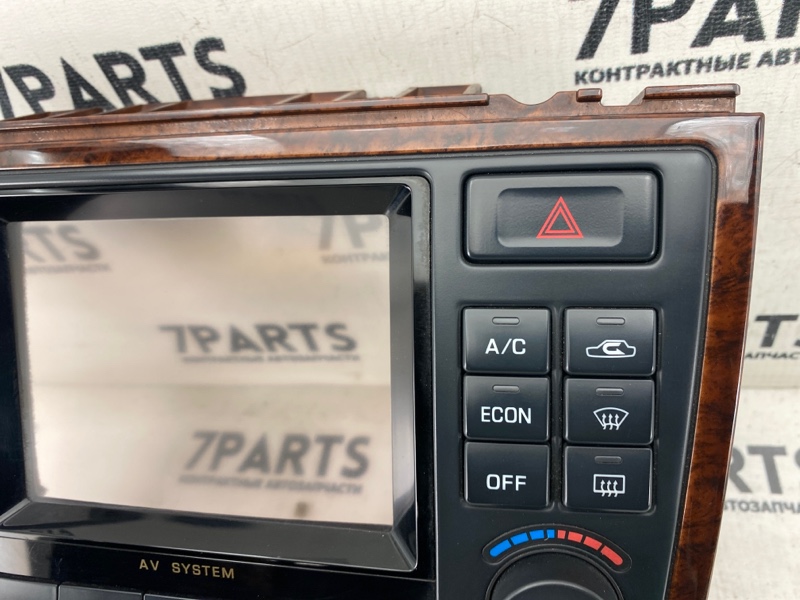 7PARTS
7PARTS
КОНТРАКТНЫЕ АВТО
7PARTS
КОНТРАКТНЫЕ АВТОЗАПЧАСТИ
7PARTS
КОНТРАКТНЫЕ АВТОЗАПЧАСТИ
A/C
ECON
OFF
AV SYSTEM